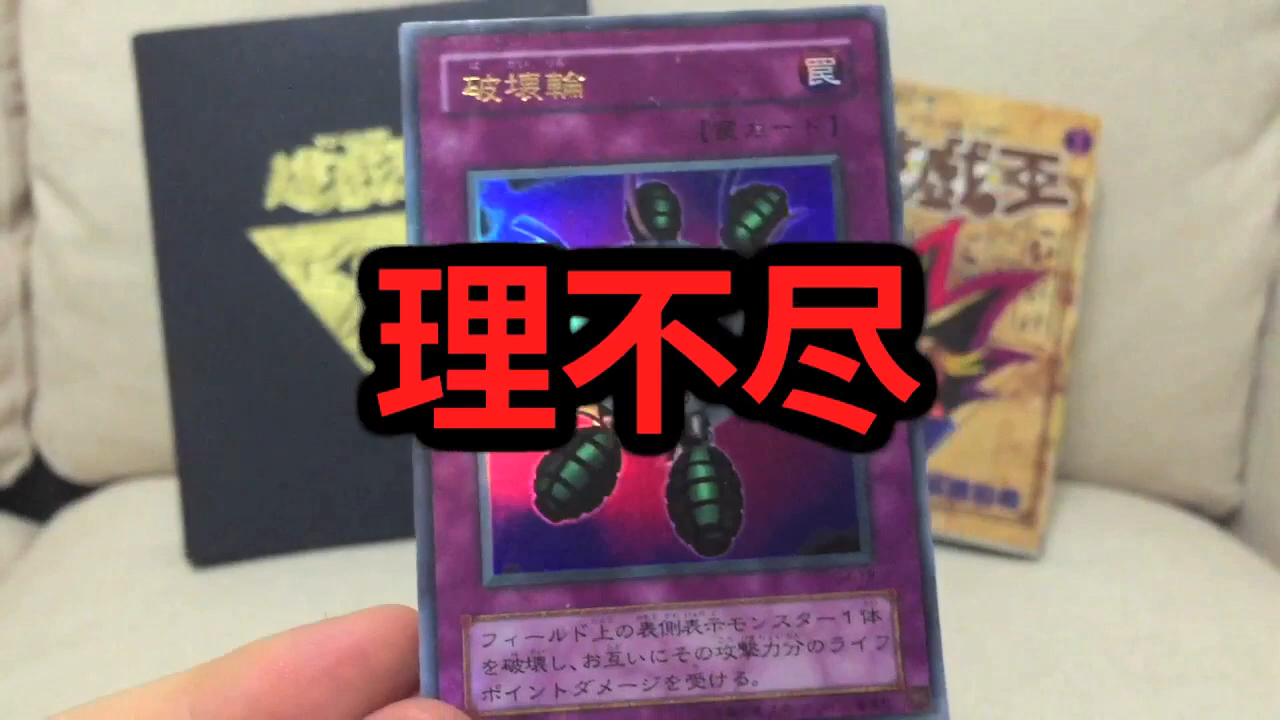 破壊輪
罠
【罠カード】
理不尽
フィールド上の表側表示モンスター1体
を破壊し、お互いにその攻撃力分のライフ
ポイントダメージを受ける。
戯王